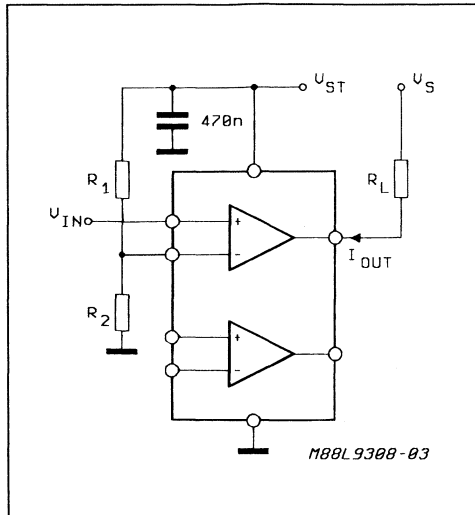 V_ST
V_S
470n
R_1
R_L
V_IN
+
-
I_OUT
R_2
+
-
M88L9308-03